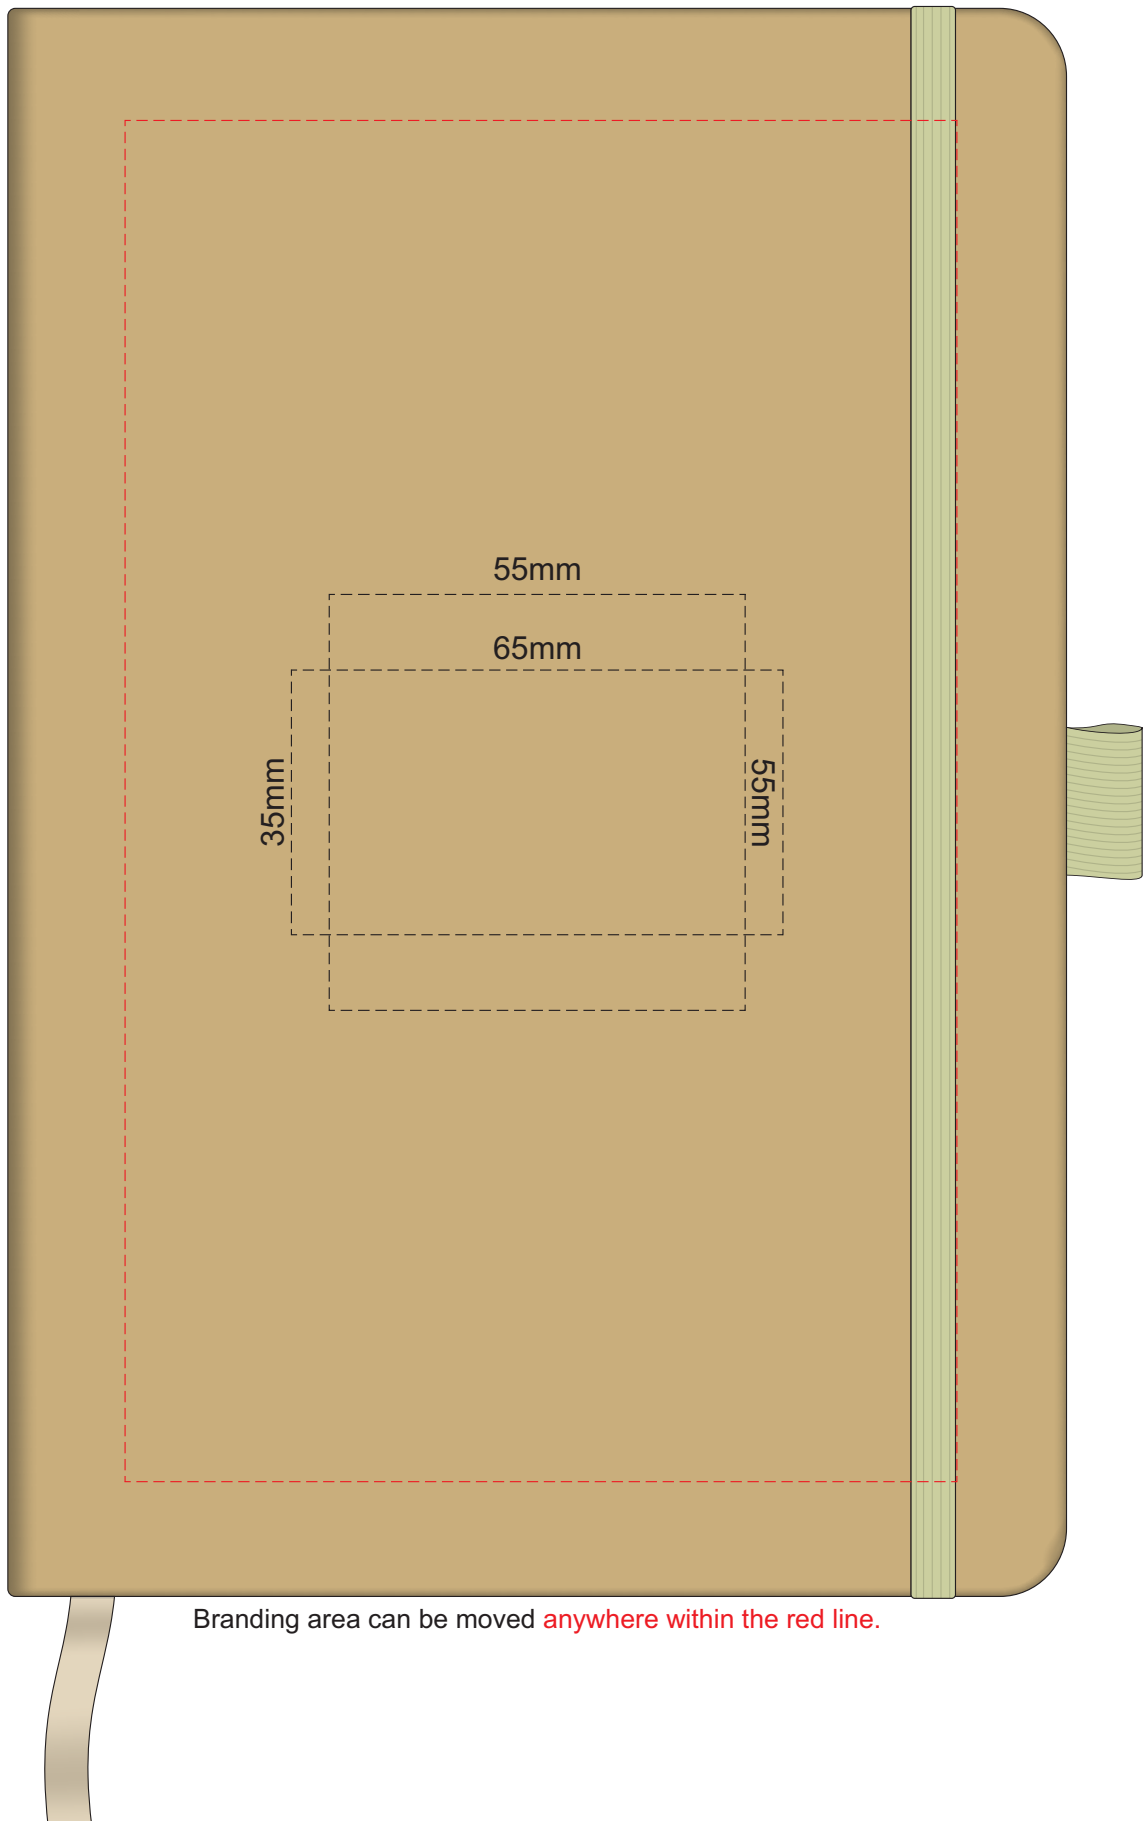 55mm
65mm
35mm
55mm
Branding area can be moved anywhere within the red line.